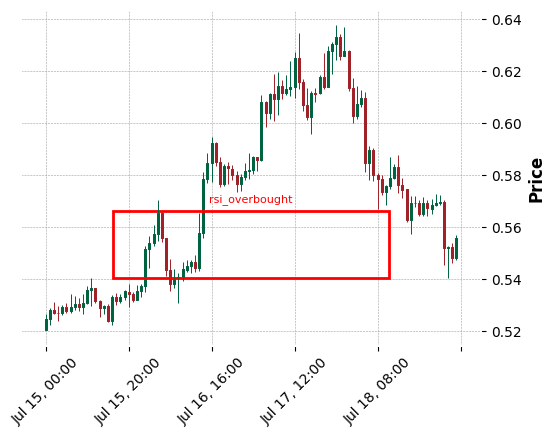 0.64
0.62
0.60
rsi_overbought
0.58
0.56
0.54
0.52
Price
Jul 15, 00:00
Jul 15, 20:00
Jul 16, 16:00
Jul 17, 12:00
Jul 18, 08:00